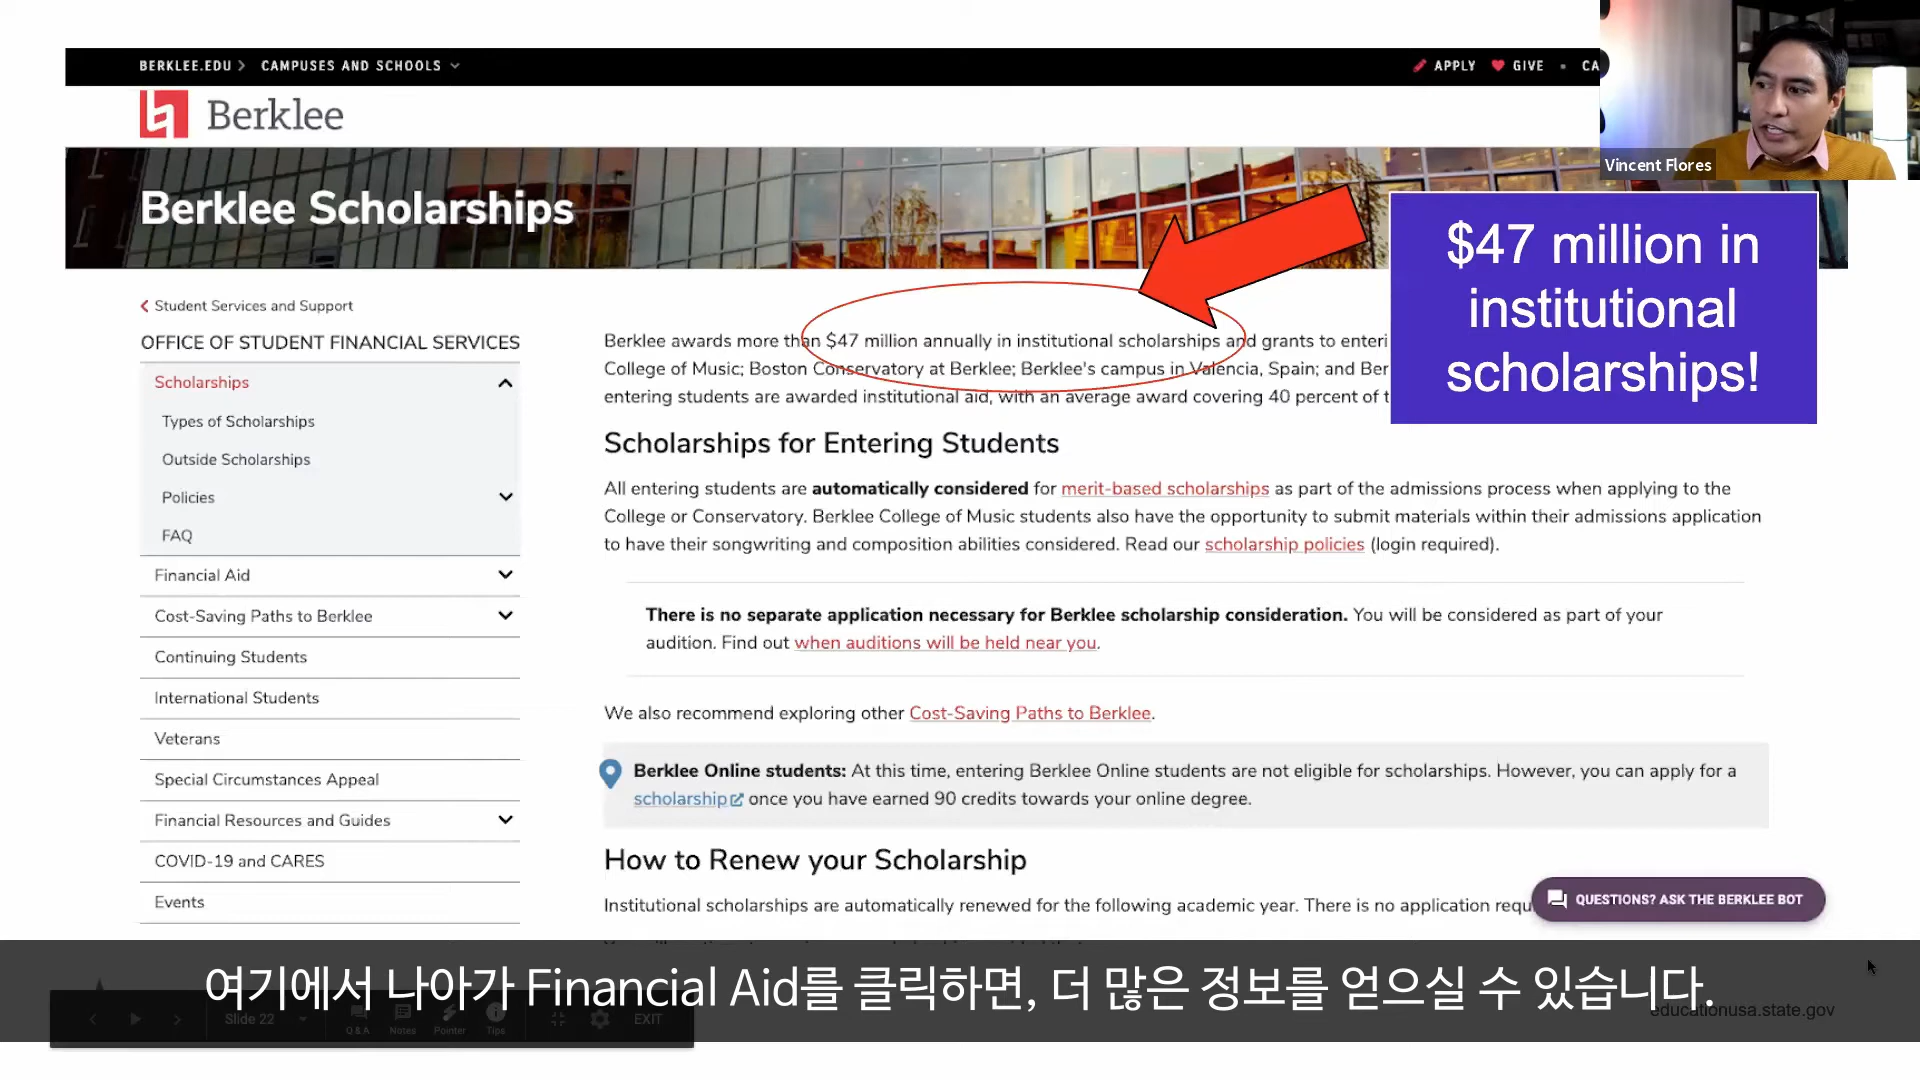 BERKLEE.EDU
CAMPUSES AND SCHOOLS
APPLY
GIVE
CA
Berklee
Vincent Flores
Berklee Scholarships
$47 million in
institutional
scholarships!
Student Services and Support
OFFICE OF STUDENT FINANCIAL SERVICES
Scholarships
Types of Scholarships
Outside Scholarships
Policies
FAQ
Financial Aid
Cost-Saving Paths to Berklee
Continuing Students
International Students
Veterans
Special Circumstances Appeal
Financial Resources and Guides
COVID-19 and CARES
Events
Berklee awards more than $47 million annually in institutional scholarships and grants to enteri
College of Music; Boston Conservatory at Berklee; Berklee's campus in Valencia, Spain; and Ber
entering students are awarded institutional aid, with an average award covering 40 percent of t
Scholarships for Entering Students
All entering students are automatically considered for merit-based scholarships as part of the admissions process when applying to the
College or Conservatory. Berklee College of Music students also have the opportunity to submit materials within their admissions application
to have their songwriting and composition abilities considered. Read our scholarship policies (login required).
There is no separate application necessary for Berklee scholarship consideration. You will be considered as part of your
audition. Find out when auditions will be held near you.
We also recommend exploring other Cost-Saving Paths to Berklee.
Berklee Online students: At this time, entering Berklee Online students are not eligible for scholarships. However, you can apply for a
scholarship once you have earned 90 credits towards your online degree.
How to Renew your Scholarship
Institutional scholarships are automatically renewed for the following academic year. There is no application requ
QUESTIONS? ASK THE BERKLEE BOT
여기에서 나아가 Financial Aid를 클릭하면, 더 많은 정보를 얻으실 수 있습니다.
Slide 22
Q & A
Notes
Pointer
Tips
EXIT
educationusa.state.gov